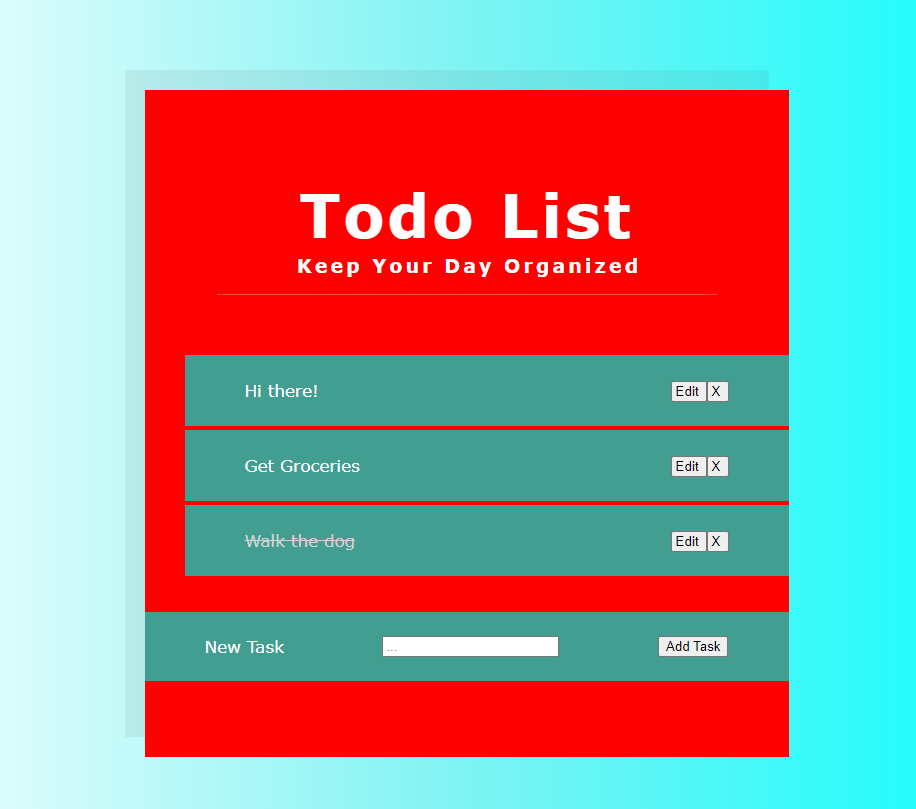 Todo List
Keep Your Day Organized
Hi there! Edit X
Get Groceries Edit X
Walk the dog Edit X
New Task ... Add Task